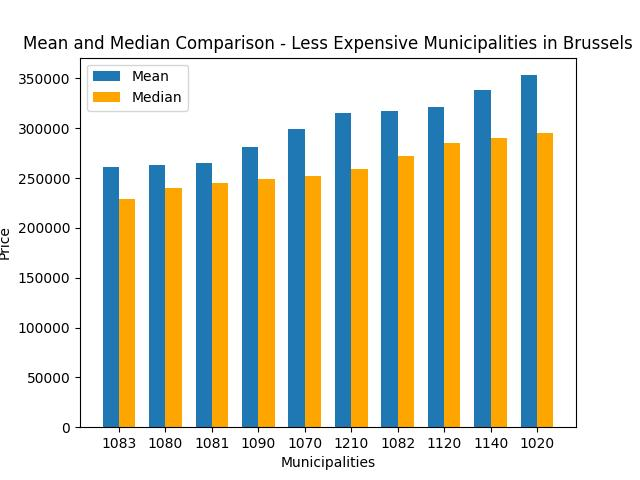 Mean and Median Comparison - Less Expensive Municipalities in Brussels
Mean
Median
350000
300000
250000
200000
150000
100000
50000
0
Price
1083 1080 1081 1090 1070 1210 1082 1120 1140 1020
Municipalities